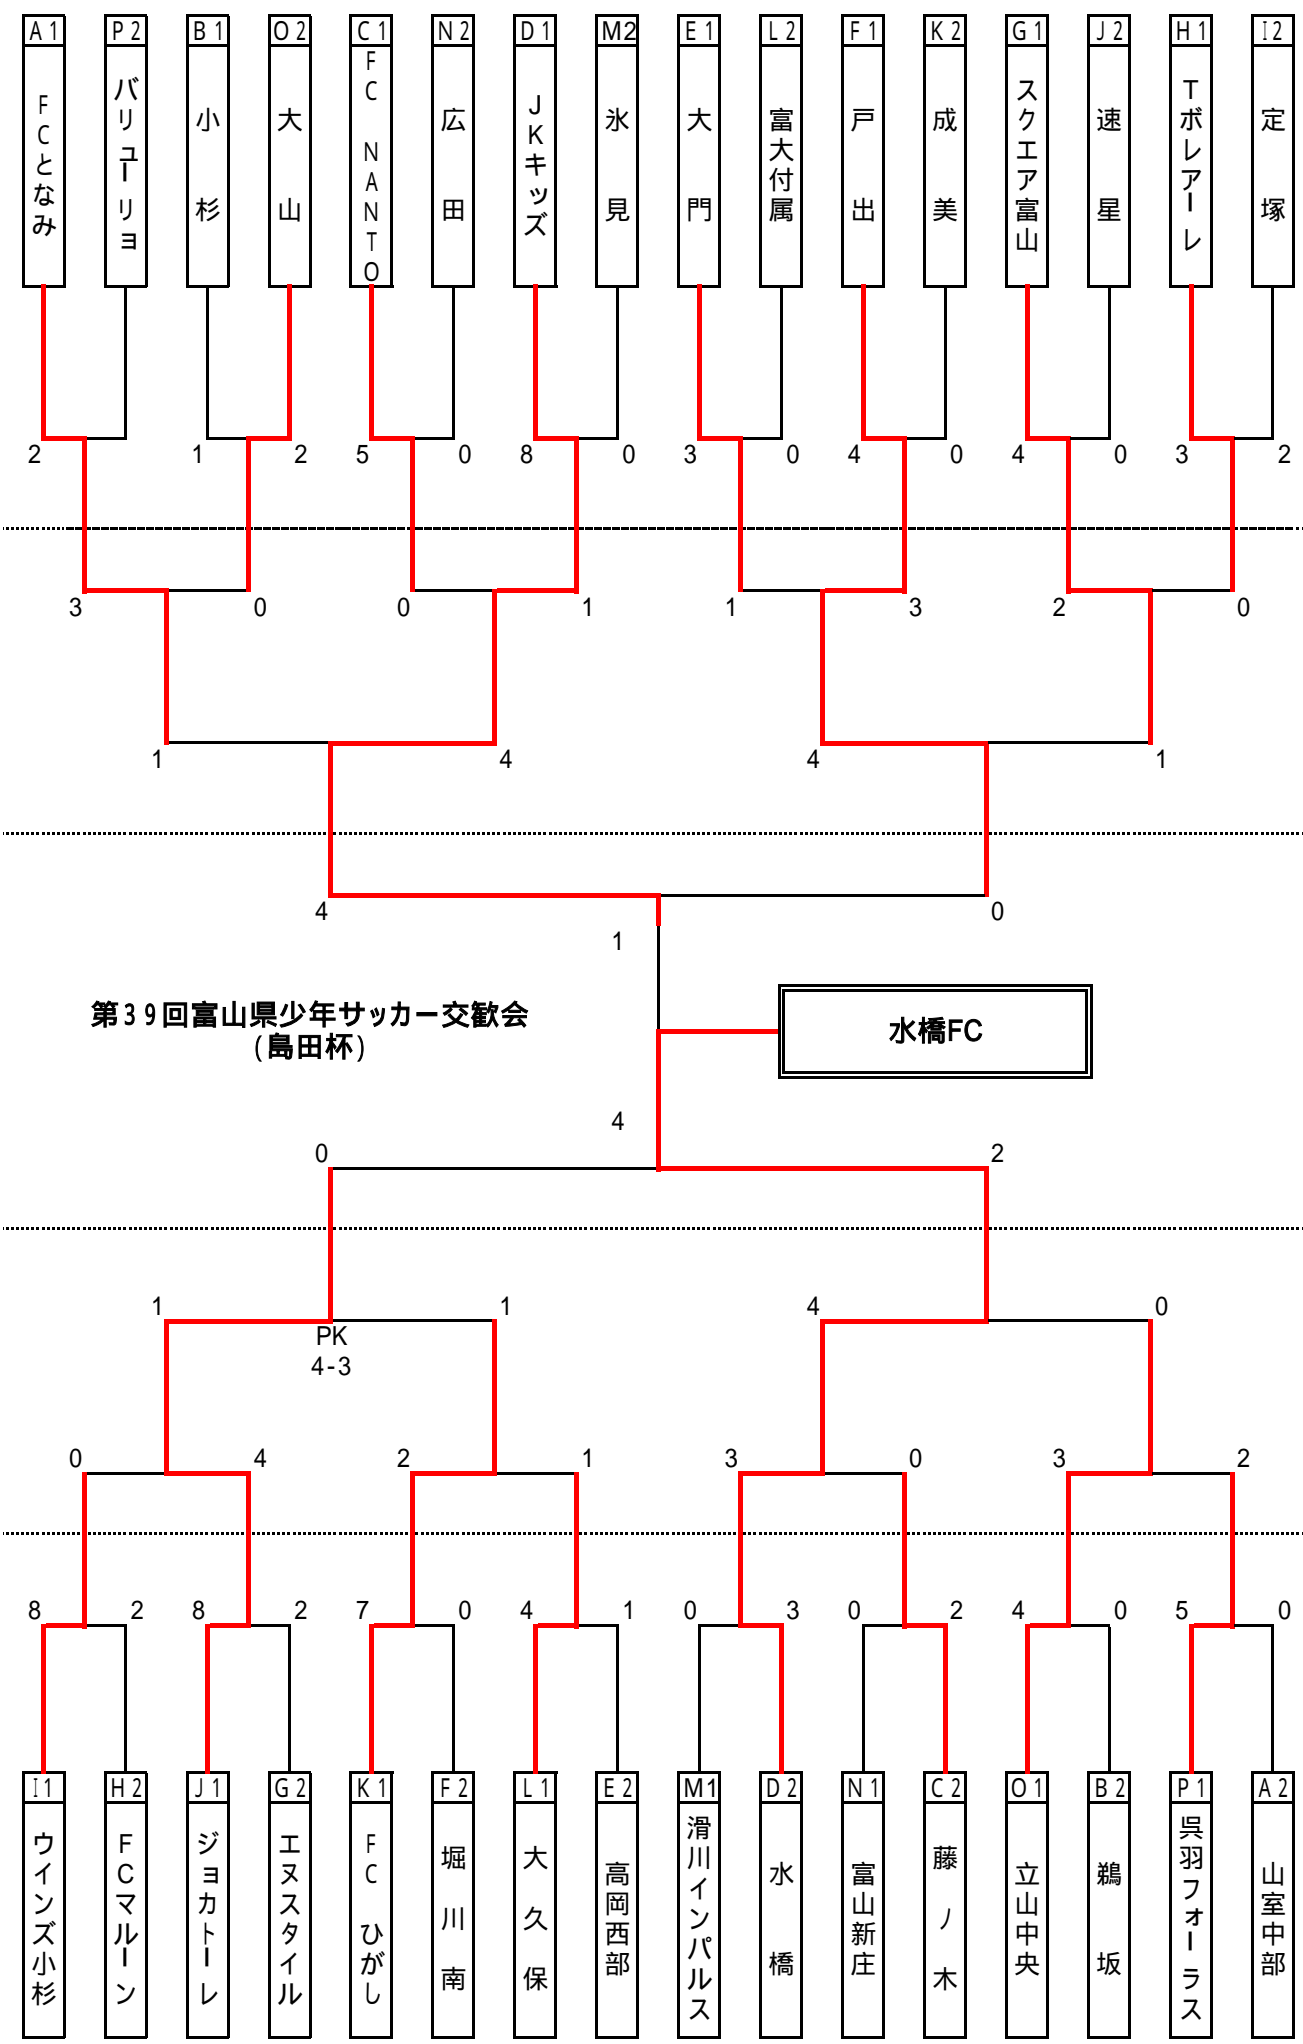 A1 P2 B1 O2 C1 N2 D1 M2 E1 L2 F1 K2 G1 J2 H1 I2
FCとなみ
バリューリョ
小杉
大山
FC NANTO
広田
JKキッズ
氷見
大門
富大付属
戸出
成美
スクエア富山
速星
Tボレアーレ
定塚
2 1 2 5 0 8 0 3 0 4 0 4 0 3 2
3 0 0 1 1 3 2 0
1 4 4 1
4 0
1
第39回富山県少年サッカー交歓会
(島田杯)
水橋FC
4
0 2
1 1 4 0
PK
4-3
0 4 2 1 3 0 3 2
8 2 8 2 7 0 4 1 0 3 0 2 4 0 5 0
I1 H2 J1 G2 K1 F2 L1 E2 M1 D2 N1 C2 O1 B2 P1 A2
ウインズ小杉
FCマルーン
ジョカトーレ
エヌスタイル
FC ひがし
堀川南
大久保
高岡西部
滑川インパルス
水橋
富山新庄
藤ノ木
立山中央
鵜坂
呉羽フォーラス
山室中部